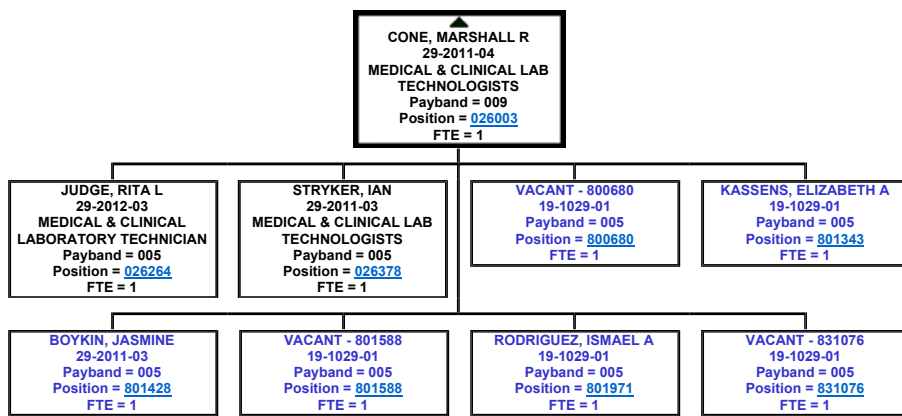 CONE, MARSHALL R
29-2011-04
MEDICAL & CLINICAL LAB
TECHNOLOGISTS
Payband = 009
Position = 026003
FTE = 1
JUDGE, RITA L
29-2012-03
MEDICAL & CLINICAL
LABORATORY TECHNICIAN
Payband = 005
Position = 026264
FTE = 1
STRYKER, IAN
29-2011-03
MEDICAL & CLINICAL LAB
TECHNOLOGISTS
Payband = 005
Position = 026378
FTE = 1
VACANT - 800680
19-1029-01
Payband = 005
Position = 800680
FTE = 1
KASSENS, ELIZABETH A
19-1029-01
Payband = 005
Position = 801343
FTE = 1
BOYKIN, JASMINE
29-2011-03
Payband = 005
Position = 801428
FTE = 1
VACANT - 801588
19-1029-01
Payband = 005
Position = 801588
FTE = 1
RODRIGUEZ, ISMAEL A
19-1029-01
Payband = 005
Position = 801971
FTE = 1
VACANT - 831076
19-1029-01
Payband = 005
Position = 831076
FTE = 1